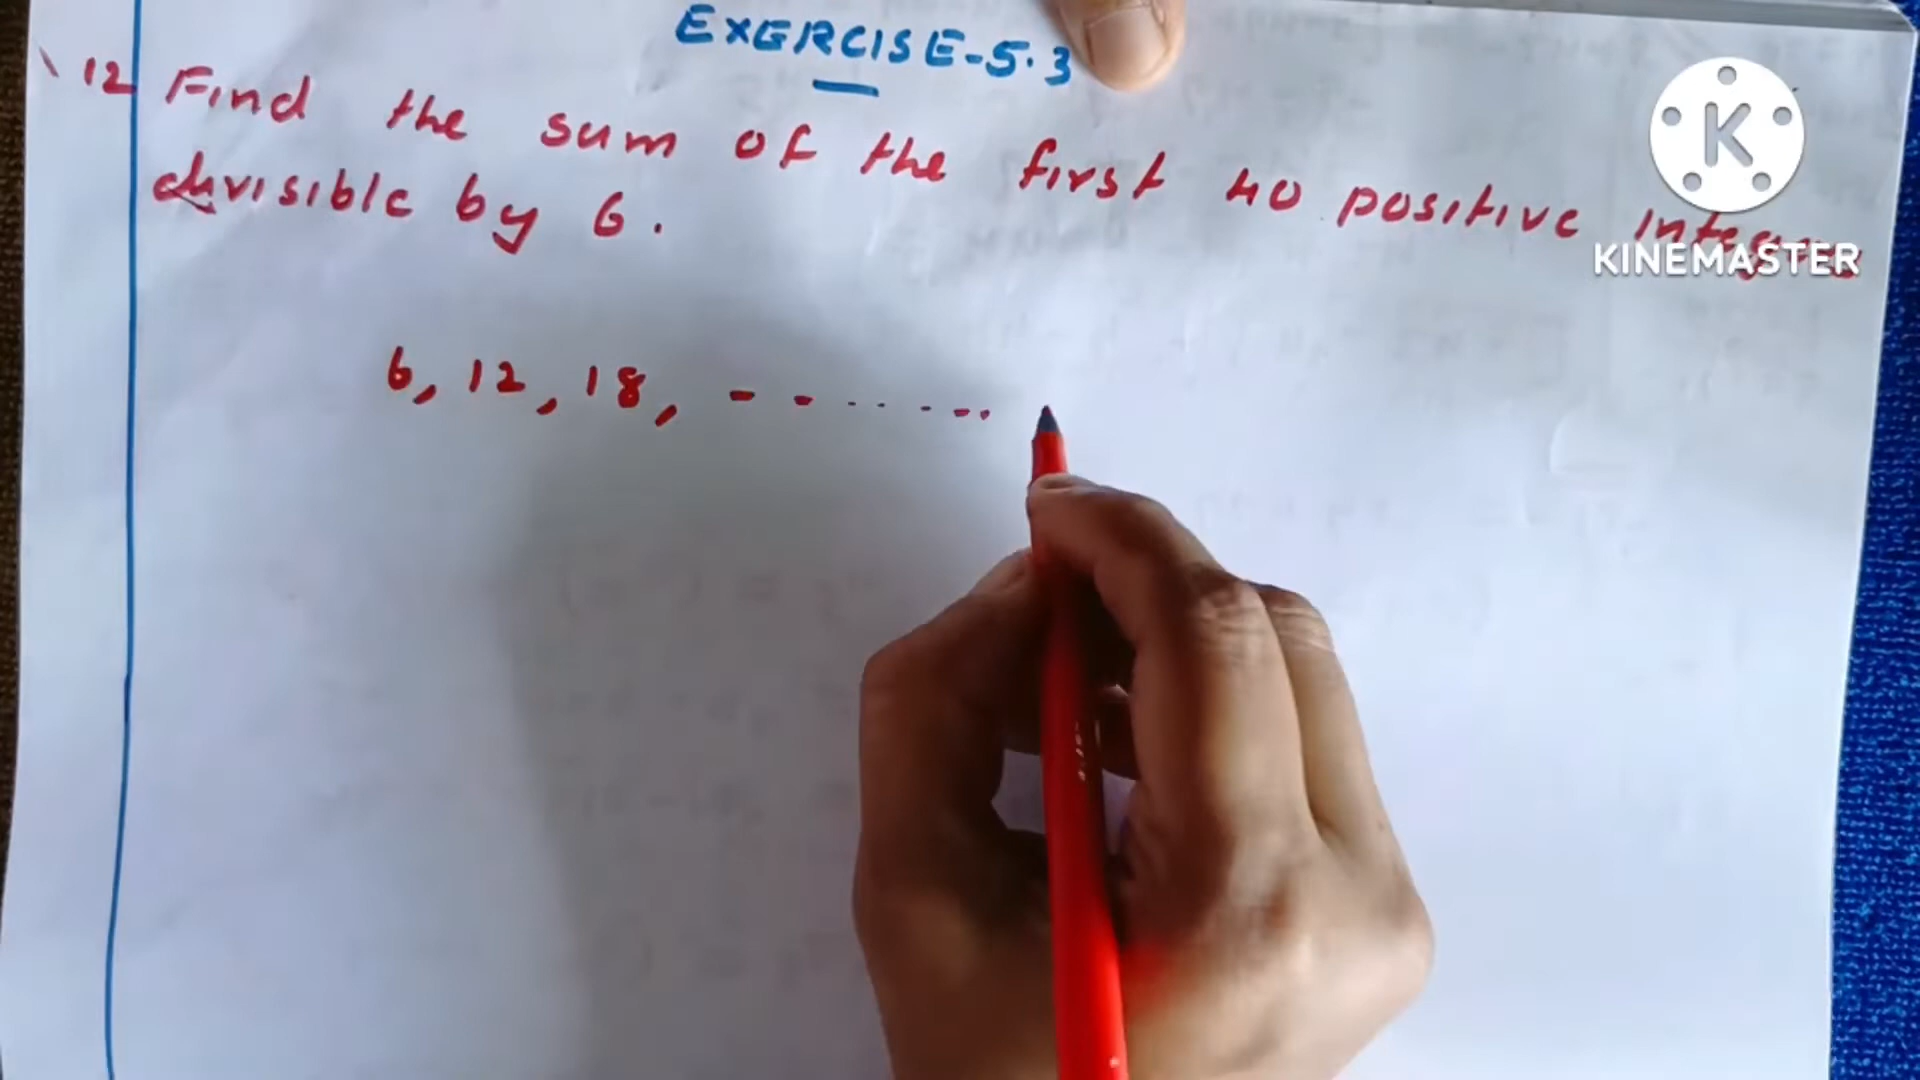 EXERCISE-5.3
12 Find the sum of the first 40 positive
divisible by 6.
6, 12, 18, - - . . . - - .
K
KINEMASTER